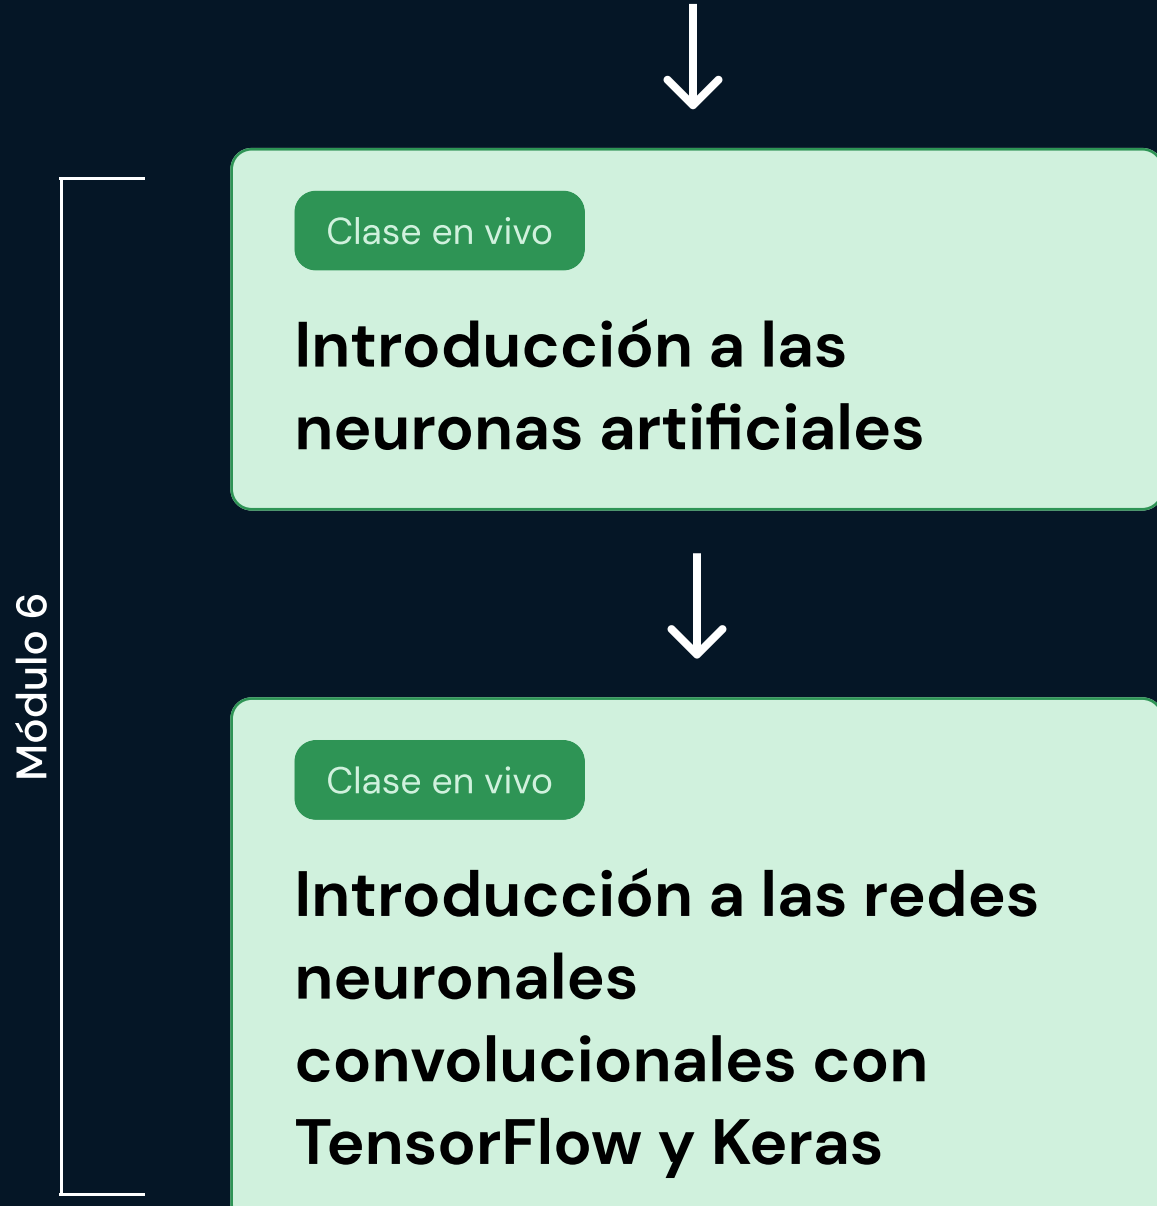 Clase en vivo
Introducción a las
neuronas artificiales
Módulo 6
Clase en vivo
Introducción a las redes
neuronales
convolucionales con
TensorFlow y Keras